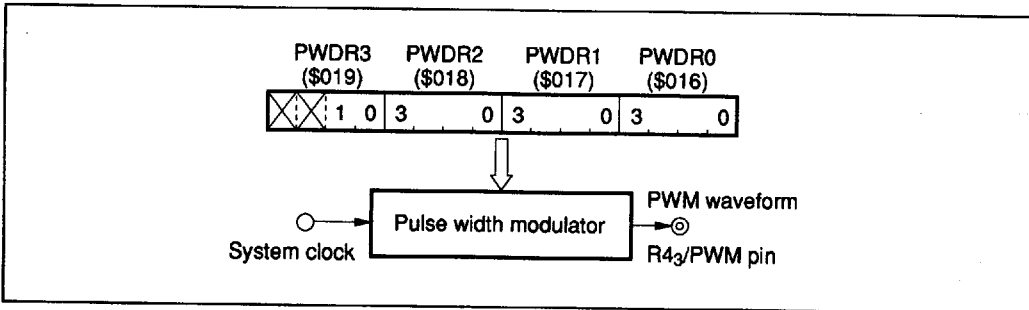 PWDR3 PWDR2 PWDR1 PWDR0
($019) ($018) ($017) ($016)
1 0 3 0 3 0 3 0
Pulse width modulator
System clock
PWM waveform
R4₃/PWM pin